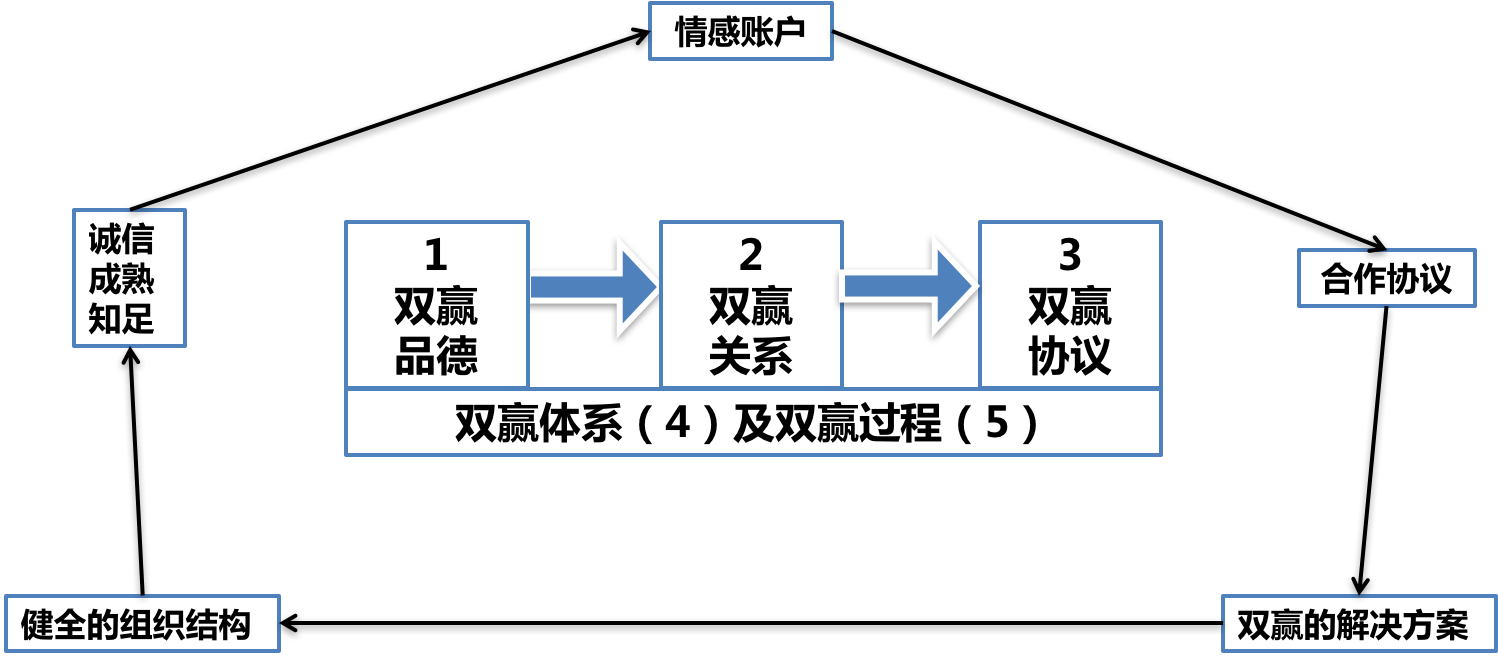 情感账户
诚信
成熟
知足
1
双赢
品德
2
双赢
关系
3
双赢
协议
合作协议
双赢体系（4）及双赢过程（5）
健全的组织结构
双赢的解决方案